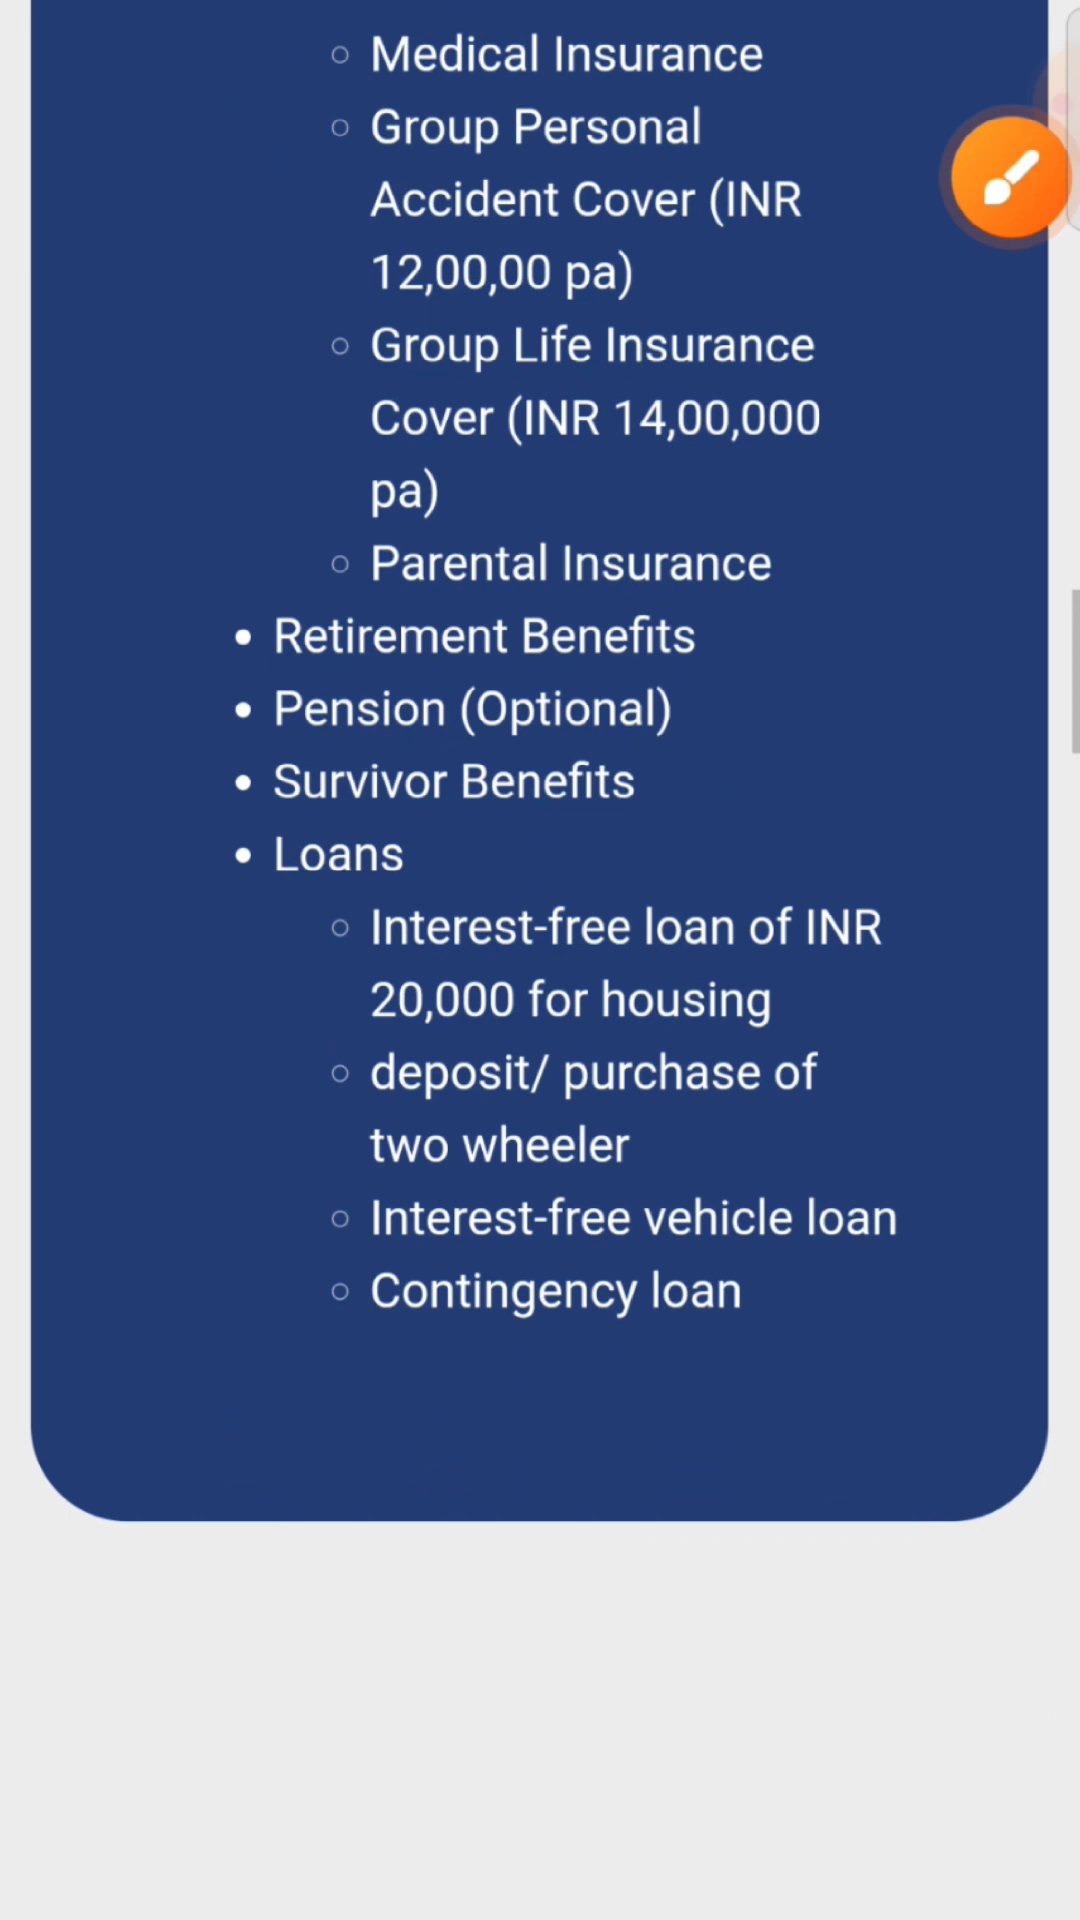 Medical Insurance
Group Personal
Accident Cover (INR
12,00,00 pa)
Group Life Insurance
Cover (INR 14,00,000
pa)
Parental Insurance
Retirement Benefits
Pension (Optional)
Survivor Benefits
Loans
Interest-free loan of INR
20,000 for housing
deposit/ purchase of
two wheeler
Interest-free vehicle loan
Contingency loan